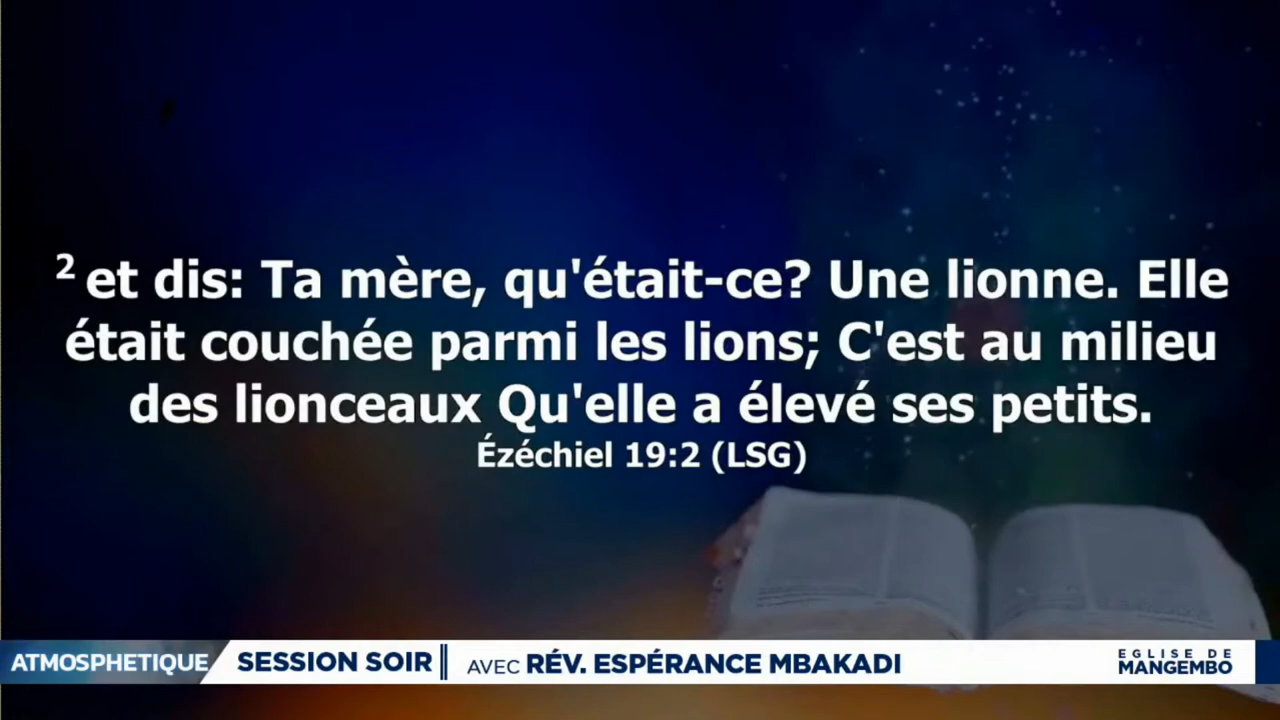 2 et dis: Ta mère, qu'était-ce? Une lionne. Elle
était couchée parmi les lions; C'est au milieu
des lionceaux Qu'elle a élevé ses petits.
Ézéchiel 19:2 (LSG)
ATMOSPHETIQUE SESSION SOIR AVEC RÉV. ESPÉRANCE MBAKADI
EGLISE DE
MANGEMBO